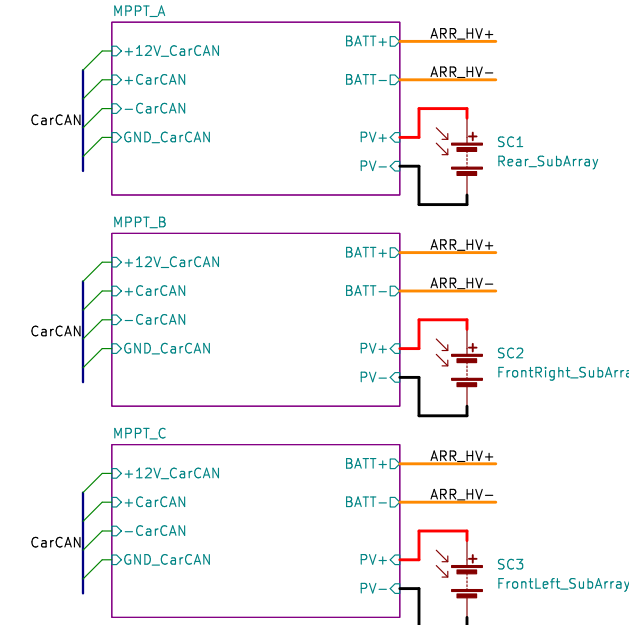 MPPT_A
+12V_CarCAN
+CarCAN
-CarCAN
GND_CarCAN
CarCAN
BATT+
BATT-
PV+
PV-
ARR_HV+
ARR_HV-
SC1
Rear_SubArray
MPPT_B
+12V_CarCAN
+CarCAN
-CarCAN
GND_CarCAN
CarCAN
BATT+
BATT-
PV+
PV-
ARR_HV+
ARR_HV-
SC2
FrontRight_SubArra
MPPT_C
+12V_CarCAN
+CarCAN
-CarCAN
GND_CarCAN
CarCAN
BATT+
BATT-
PV+
PV-
ARR_HV+
ARR_HV-
SC3
FrontLeft_SubArray